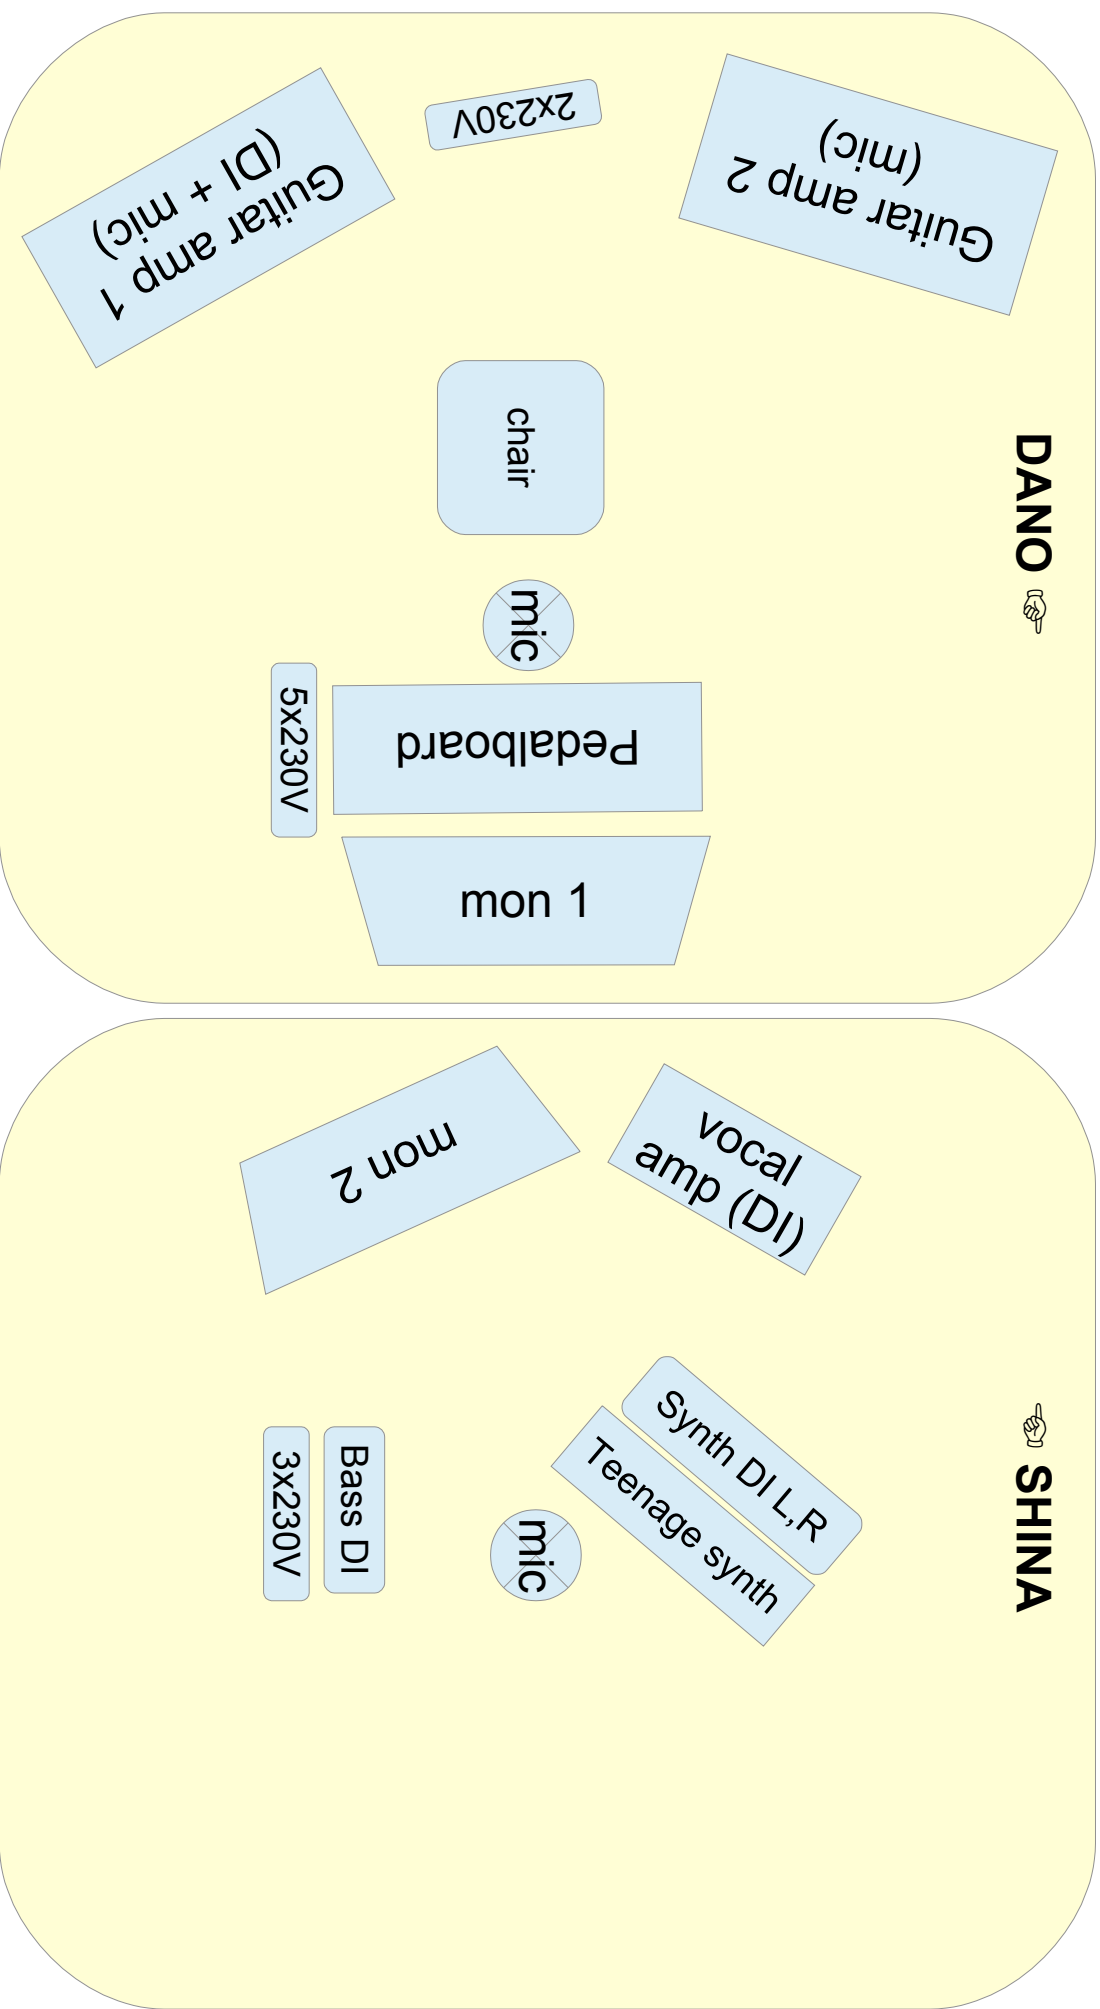 Guitar amp 1
(DI + mic)
2x230V
Guitar amp 2
(mic)
chair
DANO ☞
mic
5x230V
Pedalboard
mon 1
mon 2
vocal
amp (DI)
☜ SHINA
Synth DI L,R
Teenage synth
mic
Bass DI
3x230V